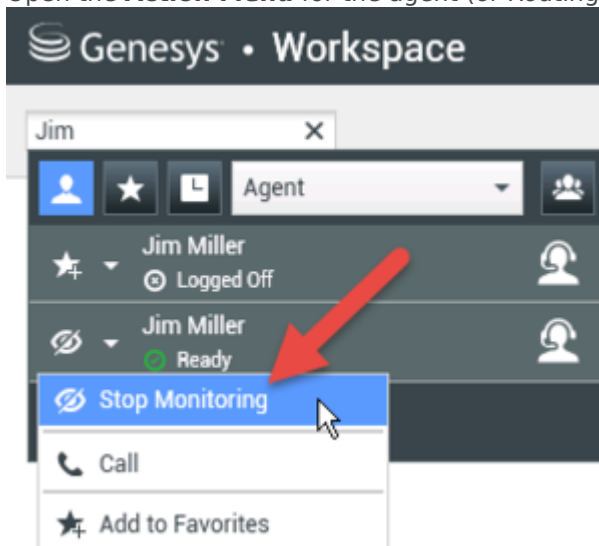 Genesys • Workspace
Jim
Agent
Jim Miller
Logged Off
Jim Miller
Ready
Stop Monitoring
Call
Add to Favorites